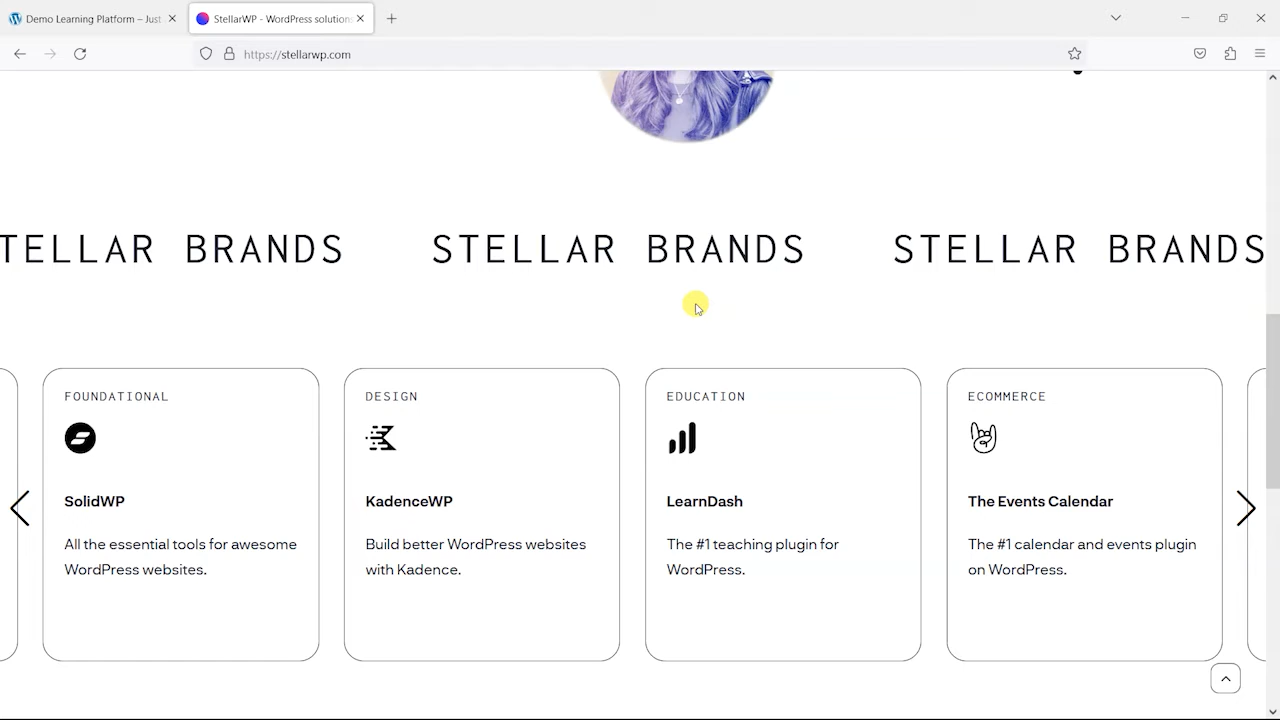 Demo Learning Platform – Just
StellarWP - WordPress solution
https://stellarwp.com
TELLAR BRANDS STELLAR BRANDS STELLAR BRANDS
FOUNDATIONAL
SolidWP
All the essential tools for awesome
WordPress websites.
DESIGN
KadenceWP
Build better WordPress websites
with Kadence.
EDUCATION
LearnDash
The #1 teaching plugin for
WordPress.
ECOMMERCE
The Events Calendar
The #1 calendar and events plugin
on WordPress.